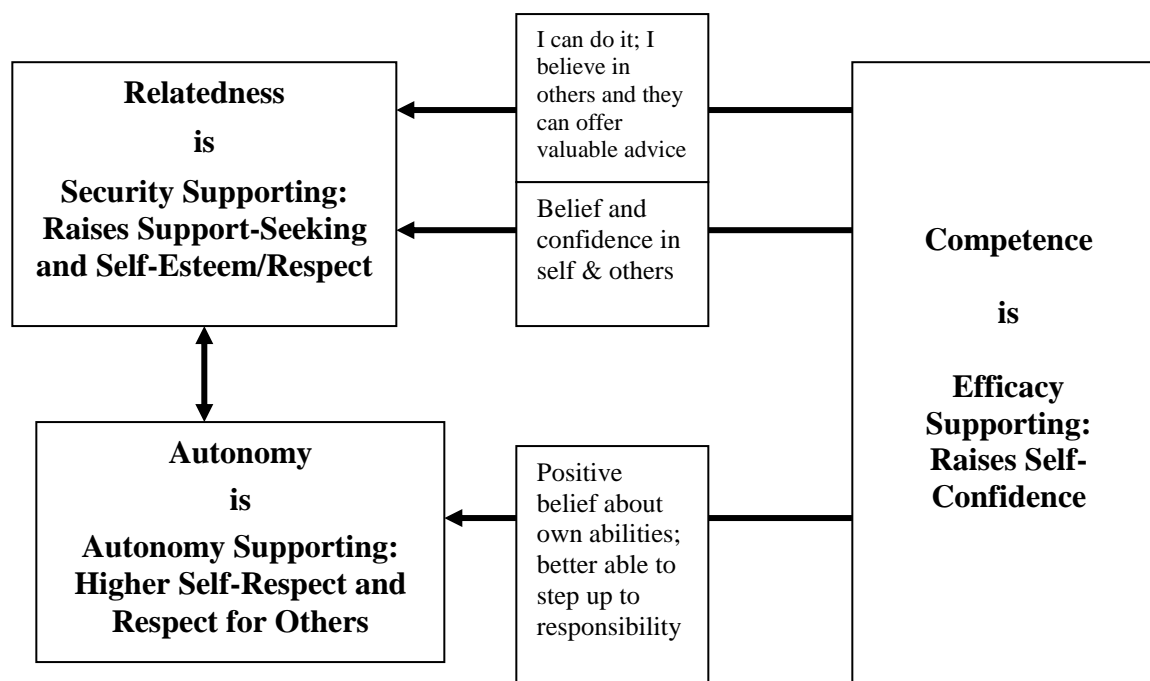 Relatedness
is
Security Supporting:
Raises Support-Seeking
and Self-Esteem/Respect
I can do it; I
believe in
others and they
can offer
valuable advice
Belief and
confidence in
self & others
Competence
is
Efficacy
Supporting:
Raises Self-
Confidence
Autonomy
is
Autonomy Supporting:
Higher Self-Respect and
Respect for Others
Positive
belief about
own abilities;
better able to
step up to
responsibility